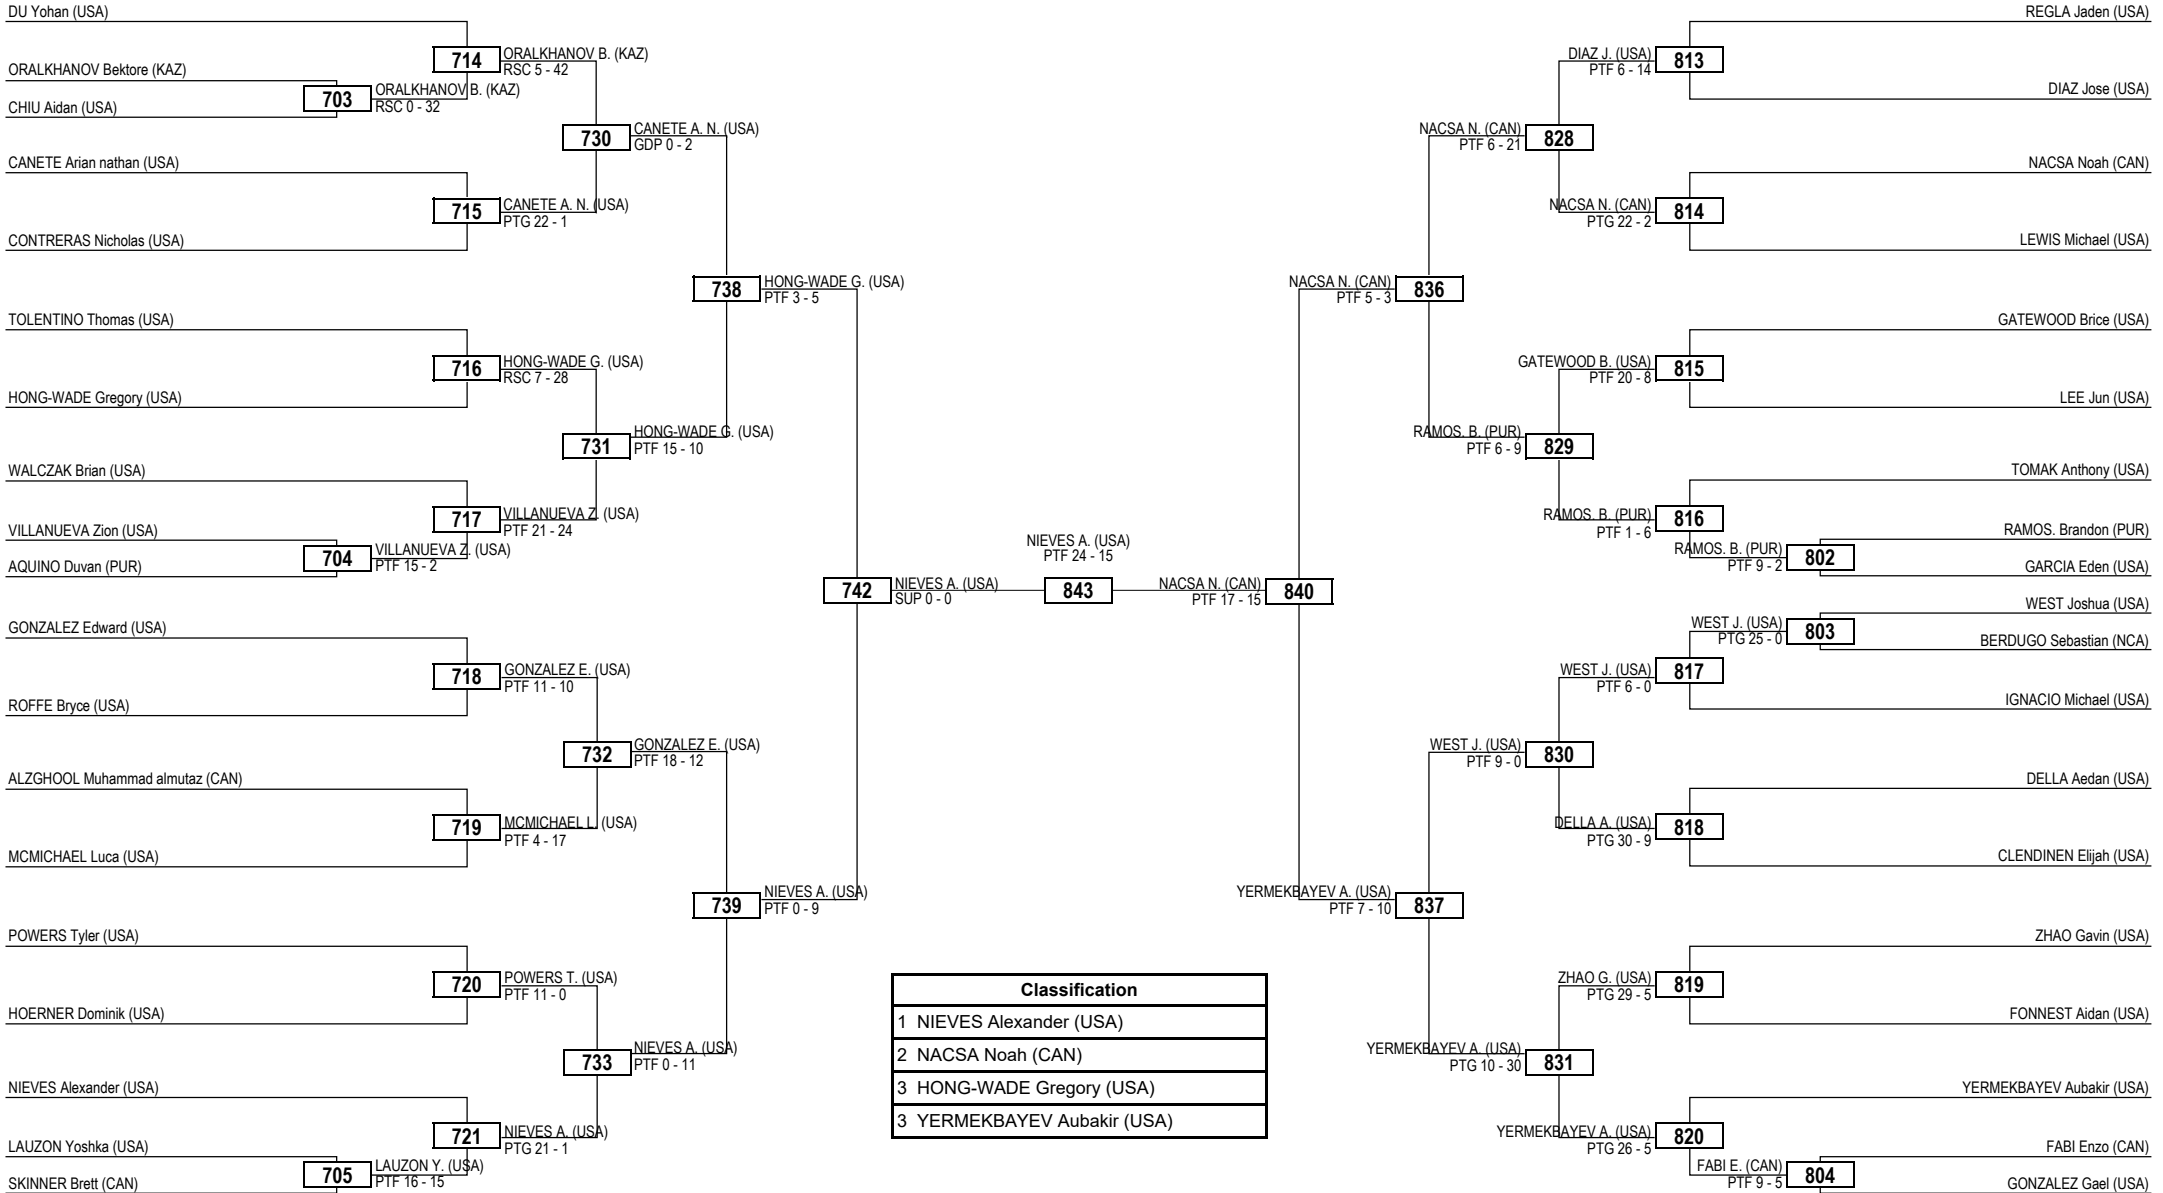 DU Yohan (USA)
714
ORALKHANOV B. (KAZ)
RSC 5 - 42
ORALKHANOV Bektore (KAZ)
703
ORALKHANOV B. (KAZ)
RSC 0 - 32
CHIU Aidan (USA)
730
CANETE A. N. (USA)
GDP 0 - 2
CANETE Arian nathan (USA)
715
CANETE A. N. (USA)
PTG 22 - 1
CONTRERAS Nicholas (USA)
738
HONG-WADE G. (USA)
PTF 3 - 5
TOLENTINO Thomas (USA)
716
HONG-WADE G. (USA)
RSC 7 - 28
HONG-WADE Gregory (USA)
731
HONG-WADE G. (USA)
PTF 15 - 10
WALCZAK Brian (USA)
717
VILLANUEVA Z. (USA)
PTF 21 - 24
VILLANUEVA Zion (USA)
704
VILLANUEVA Z. (USA)
PTF 15 - 2
AQUINO Duvan (PUR)
742
NIEVES A. (USA)
SUP 0 - 0
GONZALEZ Edward (USA)
718
GONZALEZ E. (USA)
PTF 11 - 10
ROFFE Bryce (USA)
732
GONZALEZ E. (USA)
PTF 18 - 12
ALZGHOOL Muhammad almutaz (CAN)
719
MCMICHAEL L. (USA)
PTF 4 - 17
MCMICHAEL Luca (USA)
739
NIEVES A. (USA)
PTF 0 - 9
POWERS Tyler (USA)
720
POWERS T. (USA)
PTF 11 - 0
HOERNER Dominik (USA)
733
NIEVES A. (USA)
PTF 0 - 11
NIEVES Alexander (USA)
721
NIEVES A. (USA)
PTG 21 - 1
LAUZON Yoshka (USA)
705
LAUZON Y. (USA)
PTF 16 - 15
SKINNER Brett (CAN)
NIEVES A. (USA)
PTF 24 - 15
843
REGLA Jaden (USA)
DIAZ J. (USA)
PTF 6 - 14
813
DIAZ Jose (USA)
NACSA N. (CAN)
PTF 6 - 21
828
NACSA Noah (CAN)
NACSA N. (CAN)
PTG 22 - 2
814
LEWIS Michael (USA)
NACSA N. (CAN)
PTF 5 - 3
836
GATEWOOD Brice (USA)
GATEWOOD B. (USA)
PTF 20 - 8
815
LEE Jun (USA)
RAMOS. B. (PUR)
PTF 6 - 9
829
TOMAK Anthony (USA)
RAMOS. B. (PUR)
PTF 1 - 6
816
RAMOS. Brandon (PUR)
RAMOS. B. (PUR)
PTF 9 - 2
802
GARCIA Eden (USA)
NACSA N. (CAN)
PTF 17 - 15
840
WEST Joshua (USA)
WEST J. (USA)
PTG 25 - 0
803
BERDUGO Sebastian (NCA)
WEST J. (USA)
PTF 6 - 0
817
IGNACIO Michael (USA)
WEST J. (USA)
PTF 9 - 0
830
DELLA Aedan (USA)
DELLA A. (USA)
PTG 30 - 9
818
CLENDINEN Elijah (USA)
YERMEKBAYEV A. (USA)
PTF 7 - 10
837
ZHAO Gavin (USA)
ZHAO G. (USA)
PTG 29 - 5
819
FONNEST Aidan (USA)
YERMEKBAYEV A. (USA)
PTG 10 - 30
831
YERMEKBAYEV Aubakir (USA)
YERMEKBAYEV A. (USA)
PTG 26 - 5
820
FABI Enzo (CAN)
FABI E. (CAN)
PTF 9 - 5
804
GONZALEZ Gael (USA)
Classification
1 NIEVES Alexander (USA)
2 NACSA Noah (CAN)
3 HONG-WADE Gregory (USA)
3 YERMEKBAYEV Aubakir (USA)